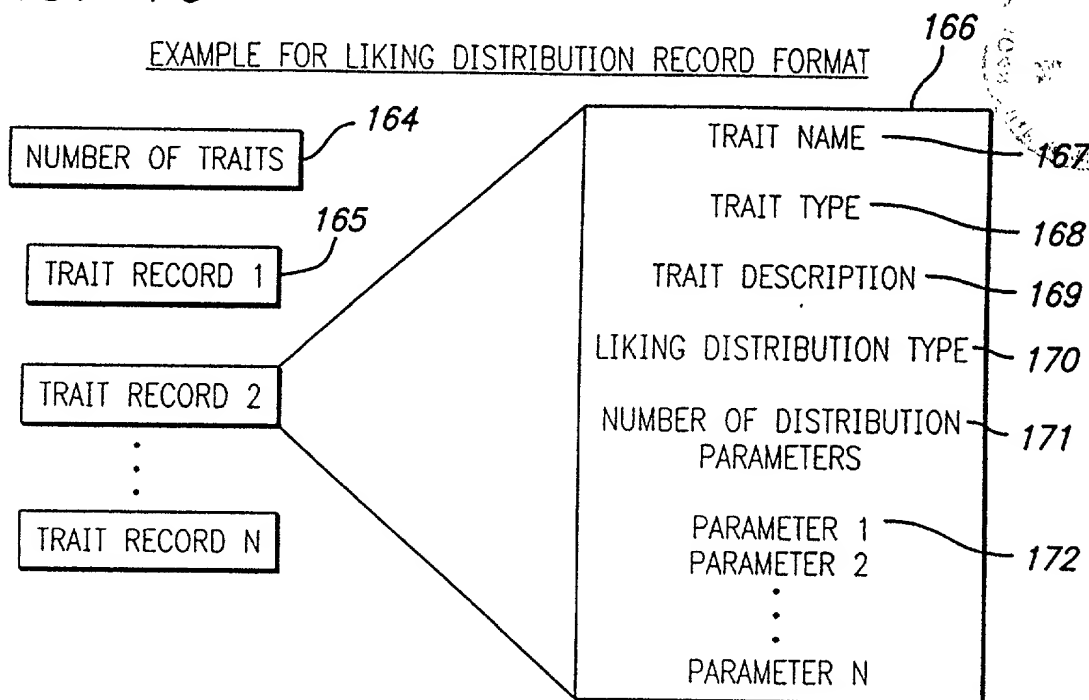 EXAMPLE FOR LIKING DISTRIBUTION RECORD FORMAT
166
164
NUMBER OF TRAITS
165
TRAIT RECORD 1
TRAIT RECORD 2
TRAIT RECORD N
TRAIT NAME 167
TRAIT TYPE 168
TRAIT DESCRIPTION 169
LIKING DISTRIBUTION TYPE 170
NUMBER OF DISTRIBUTION 171
PARAMETERS
PARAMETER 1 172
PARAMETER 2
PARAMETER N